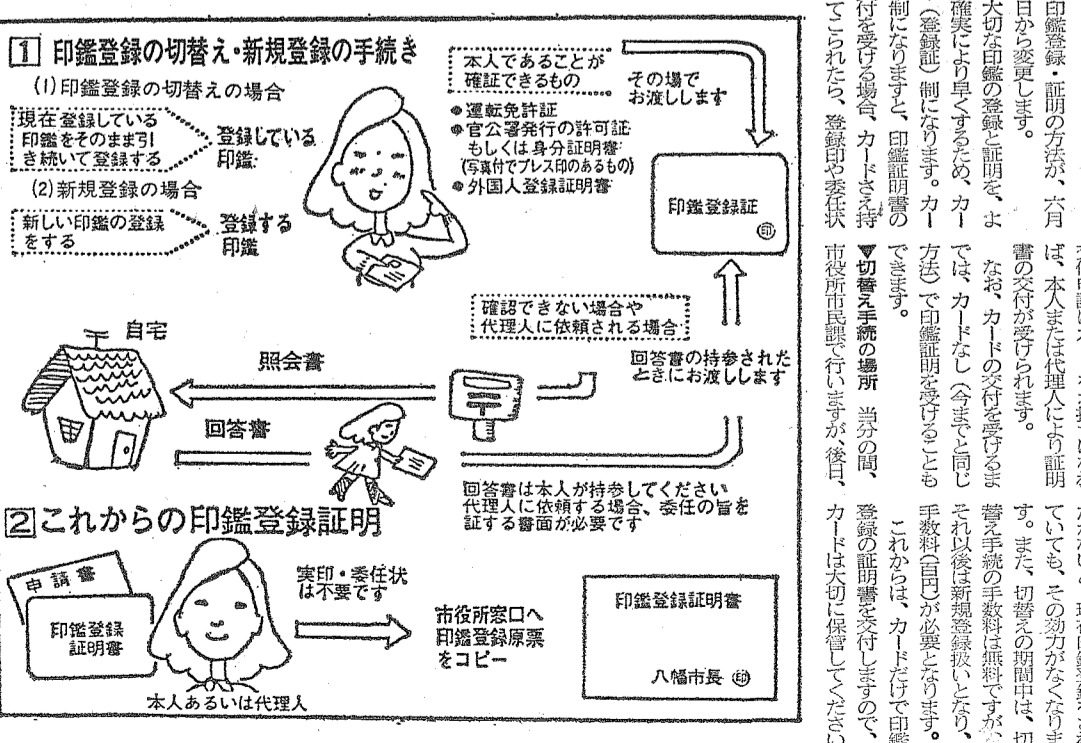 1 印鑑登録の切替え・新規登録の手続き
(1)印鑑登録の切替えの場合
現在登録している
印鑑をそのまま引
き続いて登録する
登録している
印鑑
(2)新規登録の場合
新しい印鑑の登録
をする
登録する
印鑑
本人であることが
確証できるもの
●運転免許証
●官公署発行の許可証
もしくは身分証明書
(写真付でプレス印のあるもの)
●外国人登録証明書
その場で
お渡しします
印鑑登録証
印
確認できない場合や
代理人に依頼される場合
回答書の持参された
ときにお渡しします
自宅
照会書
回答書
回答書は本人が持参してください
代理人に依頼する場合、委任の旨を
証する書面が必要です
2 これからの印鑑登録証明
申請書
印鑑登録
証明書
本人あるいは代理人
実印・委任状
は不要です
市役所窓口へ
印鑑登録原票
をコピー
印鑑登録証明書
八幡市長 印
印鑑登録・証明の方法が、六月
日から変更します。
大切な印鑑の登録と証明を、よ
確実により早くするため、カー
(登録証)制になります。カー
制になりますと、印鑑証明書の
付を受ける場合、カードさえ持
てこられたら、登録印や委任状
ば、本人または代理人により証明
書の交付が受けられます。
なお、カードの交付を受けるま
では、カードなし(今までと同じ
方法)で印鑑証明を受けることも
できます。
▼切替え手続の場所 当分の間、
市役所市民課で行いますが、後日、
ていても、その効力がなくなりま
す。また、切替えの期間中は、切
替え手続の手数料は無料ですが、
それ以後は新規登録扱いとなり、
手数料(百円)が必要となります。
これからは、カードだけで印鑑
登録の証明書を交付しますので、
カードは大切に保管してください